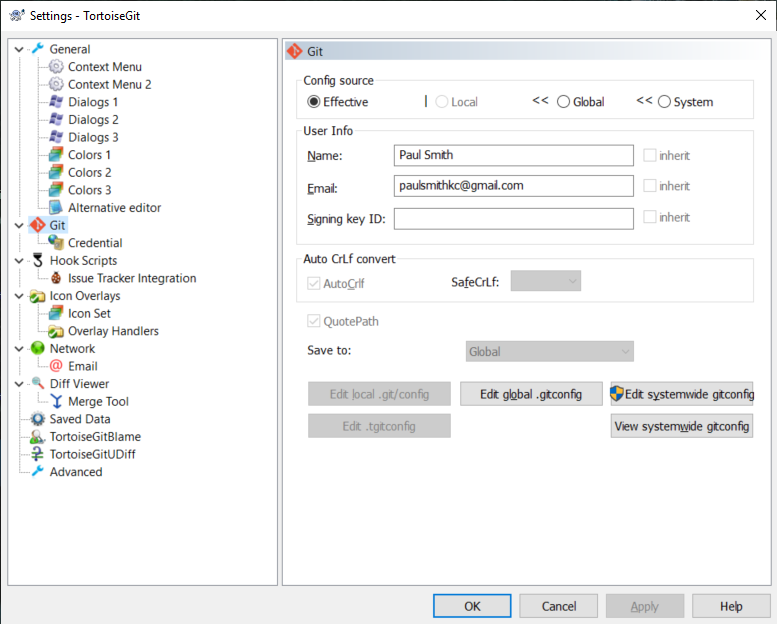 Settings - TortoiseGit
General
Context Menu
Context Menu 2
Dialogs 1
Dialogs 2
Dialogs 3
Colors 1
Colors 2
Colors 3
Alternative editor
Git
Credential
Hook Scripts
Issue Tracker Integration
Icon Overlays
Icon Set
Overlay Handlers
Network
Email
Diff Viewer
Merge Tool
Saved Data
TortoiseGitBlame
TortoiseGitUDiff
Advanced
Git
Config source
Effective | Local << Global << System
User Info
Name: Paul Smith inherit
Email: paulsmithkc@gmail.com inherit
Signing key ID: inherit
Auto CrLf convert
AutoCrlf SafeCrLf:
QuotePath
Save to: Global
Edit local .git/config Edit global .gitconfig Edit systemwide gitconfig
Edit .tgitconfig View systemwide gitconfig
OK Cancel Apply Help